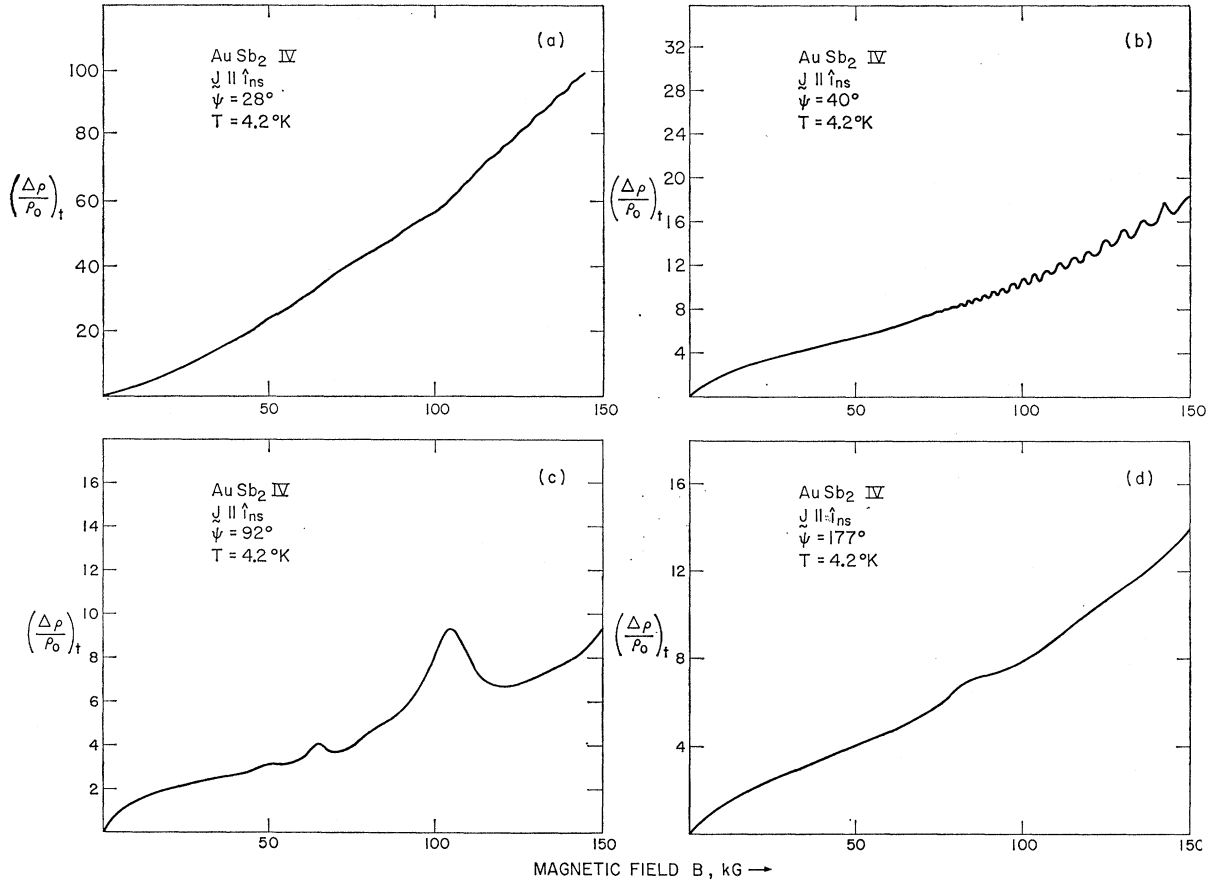 (a)
Au Sb₂ IV
J̰ || î_ns
ψ = 28°
T = 4.2 °K
100
80
60
40
20
(Δρ/ρ₀)_t
50
100
150
(b)
Au Sb₂ IV
J̰ || î_ns
ψ = 40°
T = 4.2°K
32
28
24
20
16
12
8
4
(Δρ/ρ₀)_t
50
100
150
(c)
Au Sb₂ IV
J̰ || î_ns
ψ = 92°
T = 4.2 °K
16
14
12
10
8
6
4
2
(Δρ/ρ₀)_t
50
100
150
(d)
Au Sb₂ IV
J̰ || î_ns
ψ = 177°
T = 4.2°K
16
12
8
4
(Δρ/ρ₀)_t
50
100
150
MAGNETIC FIELD B, kG →